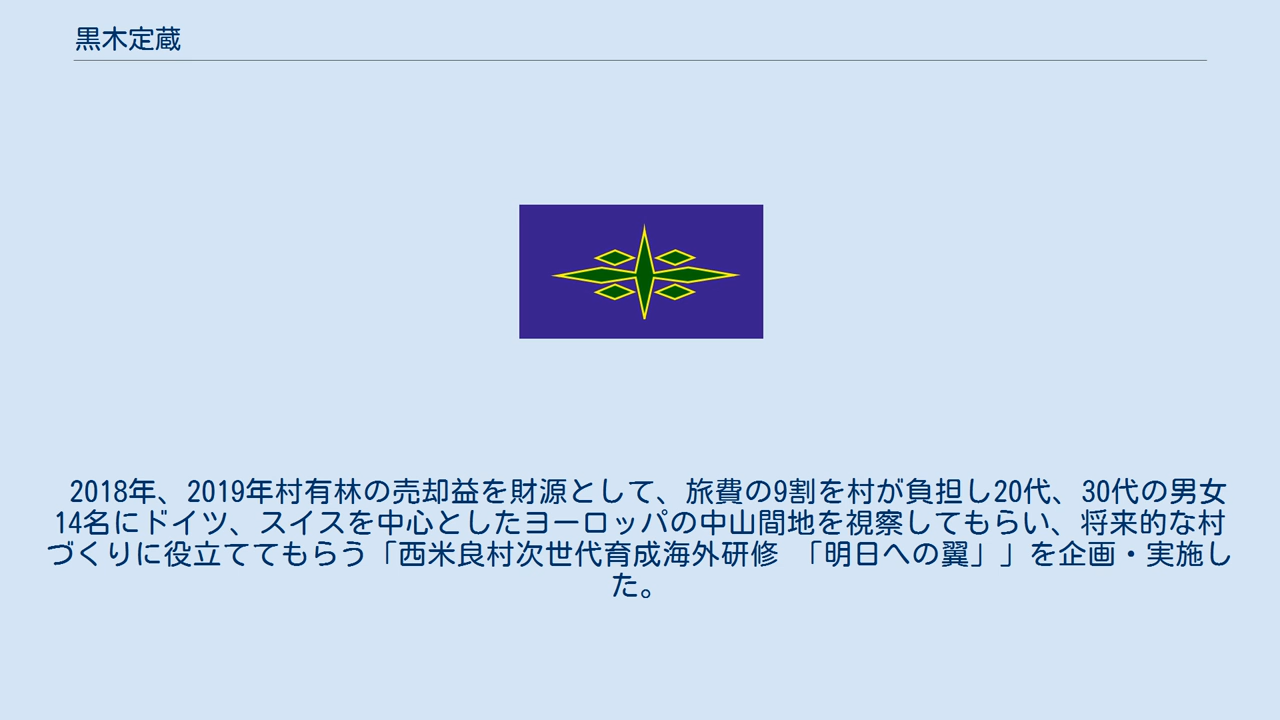 黒木定蔵
2018年、2019年村有林の売却益を財源として、旅費の9割を村が負担し20代、30代の男女
14名にドイツ、スイスを中心としたヨーロッパの中山間地を視察してもらい、将来的な村
づくりに役立ててもらう「西米良村次世代育成海外研修　「明日への翼」」を企画・実施し
た。